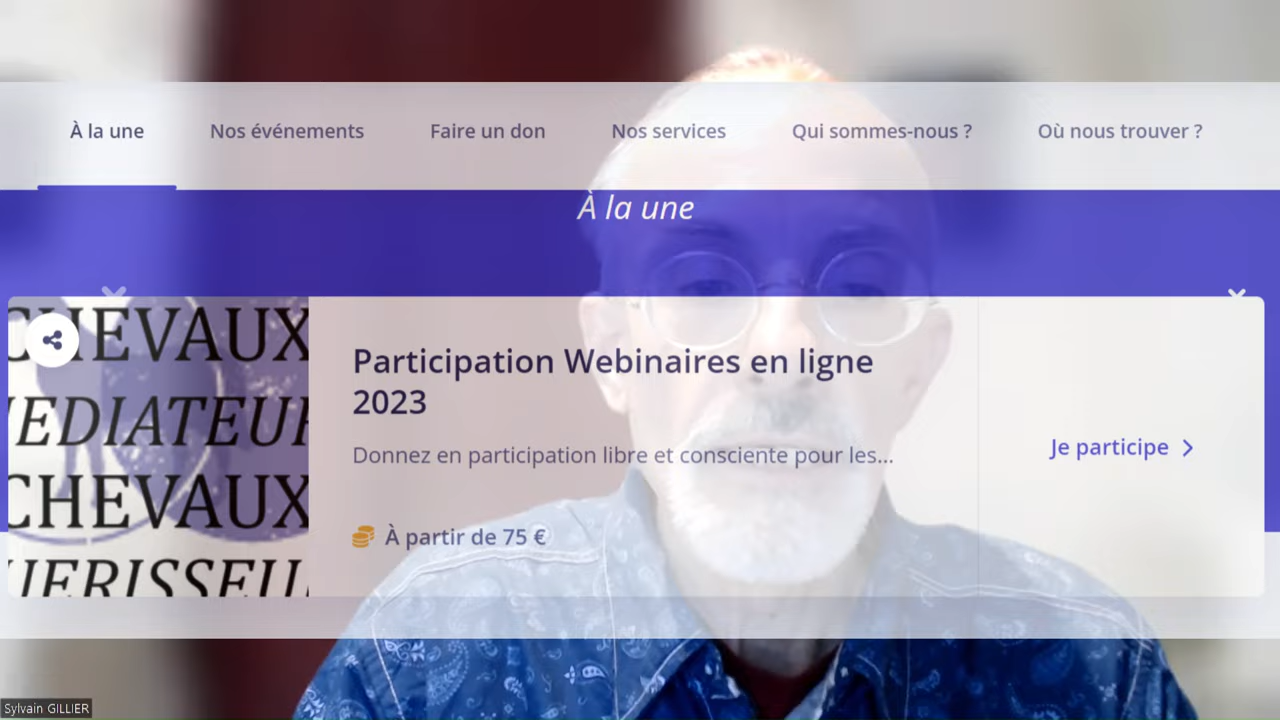 À la une
Nos événements
Faire un don
Nos services
Qui sommes-nous ?
Où nous trouver ?
À la une
CHEVAUX
MEDIATEUR
CHEVAUX
GUERISSEU
Participation Webinaires en ligne
2023
Donnez en participation libre et consciente pour les...
À partir de 75 €
Je participe
Sylvain GILLIER